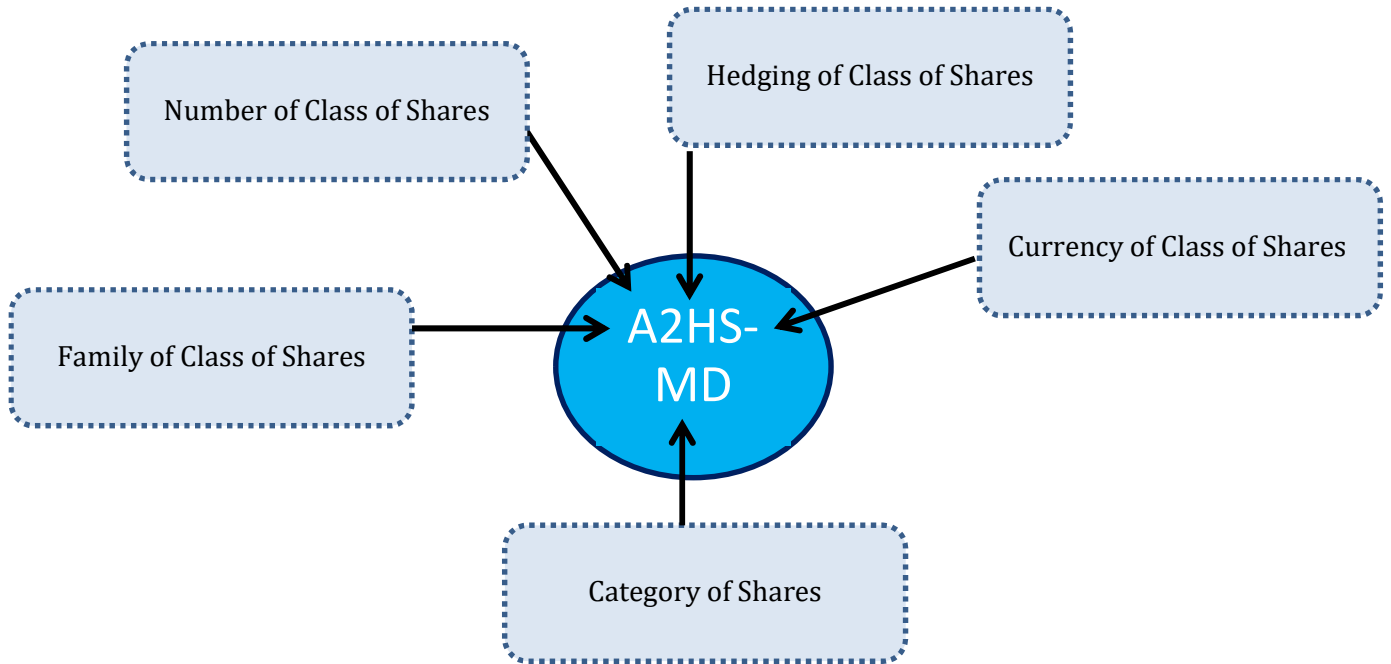 Hedging of Class of Shares
Number of Class of Shares
Currency of Class of Shares
Family of Class of Shares
A2HS-
MD
Category of Shares